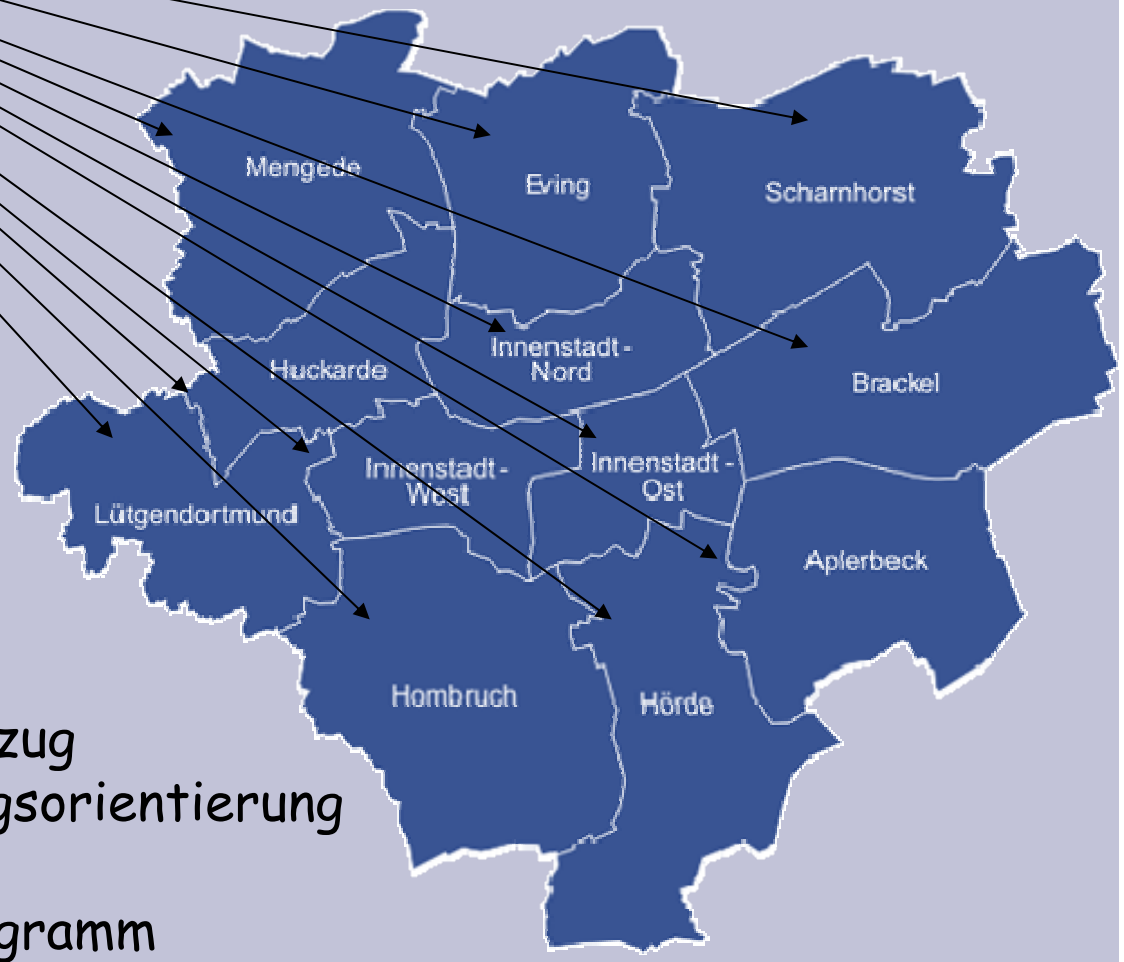 Mengede
Eving
Scharnhorst
Huckarde
Innenstadt-
Nord
Brackel
Innenstadt-
West
Innenstadt-
Ost
Lütgendortmund
Aplerbeck
Hombruch
Hörde
zug
gsorientierung
gramm